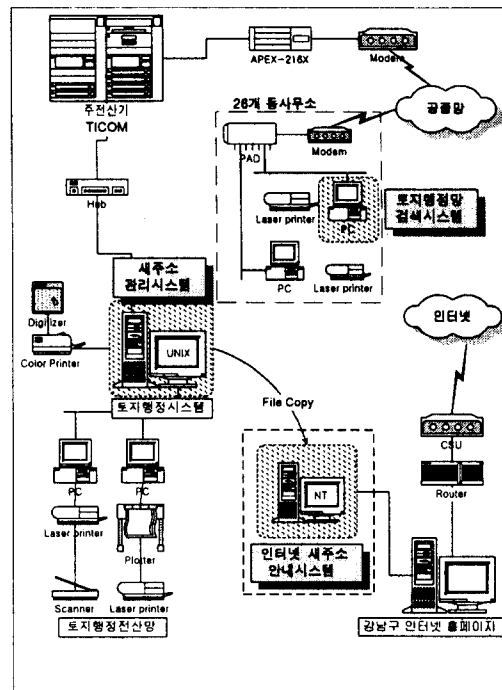 주전산기
TICOM
APEX-216X
Modem
공중망
26개 동사무소
PAD
Modem
Laser printer
PC
토지행정망
검색시스템
PC
Laser printer
Hub
새주소
관리시스템
Digitizer
Color Printer
UNIX
토지행정시스템
File Copy
인터넷
CSU
Router
PC
PC
Laser printer
Plotter
Scanner
Laser printer
토지행정전산망
NT
인터넷 새주소
안내시스템
강남구 인터넷 홈페이지